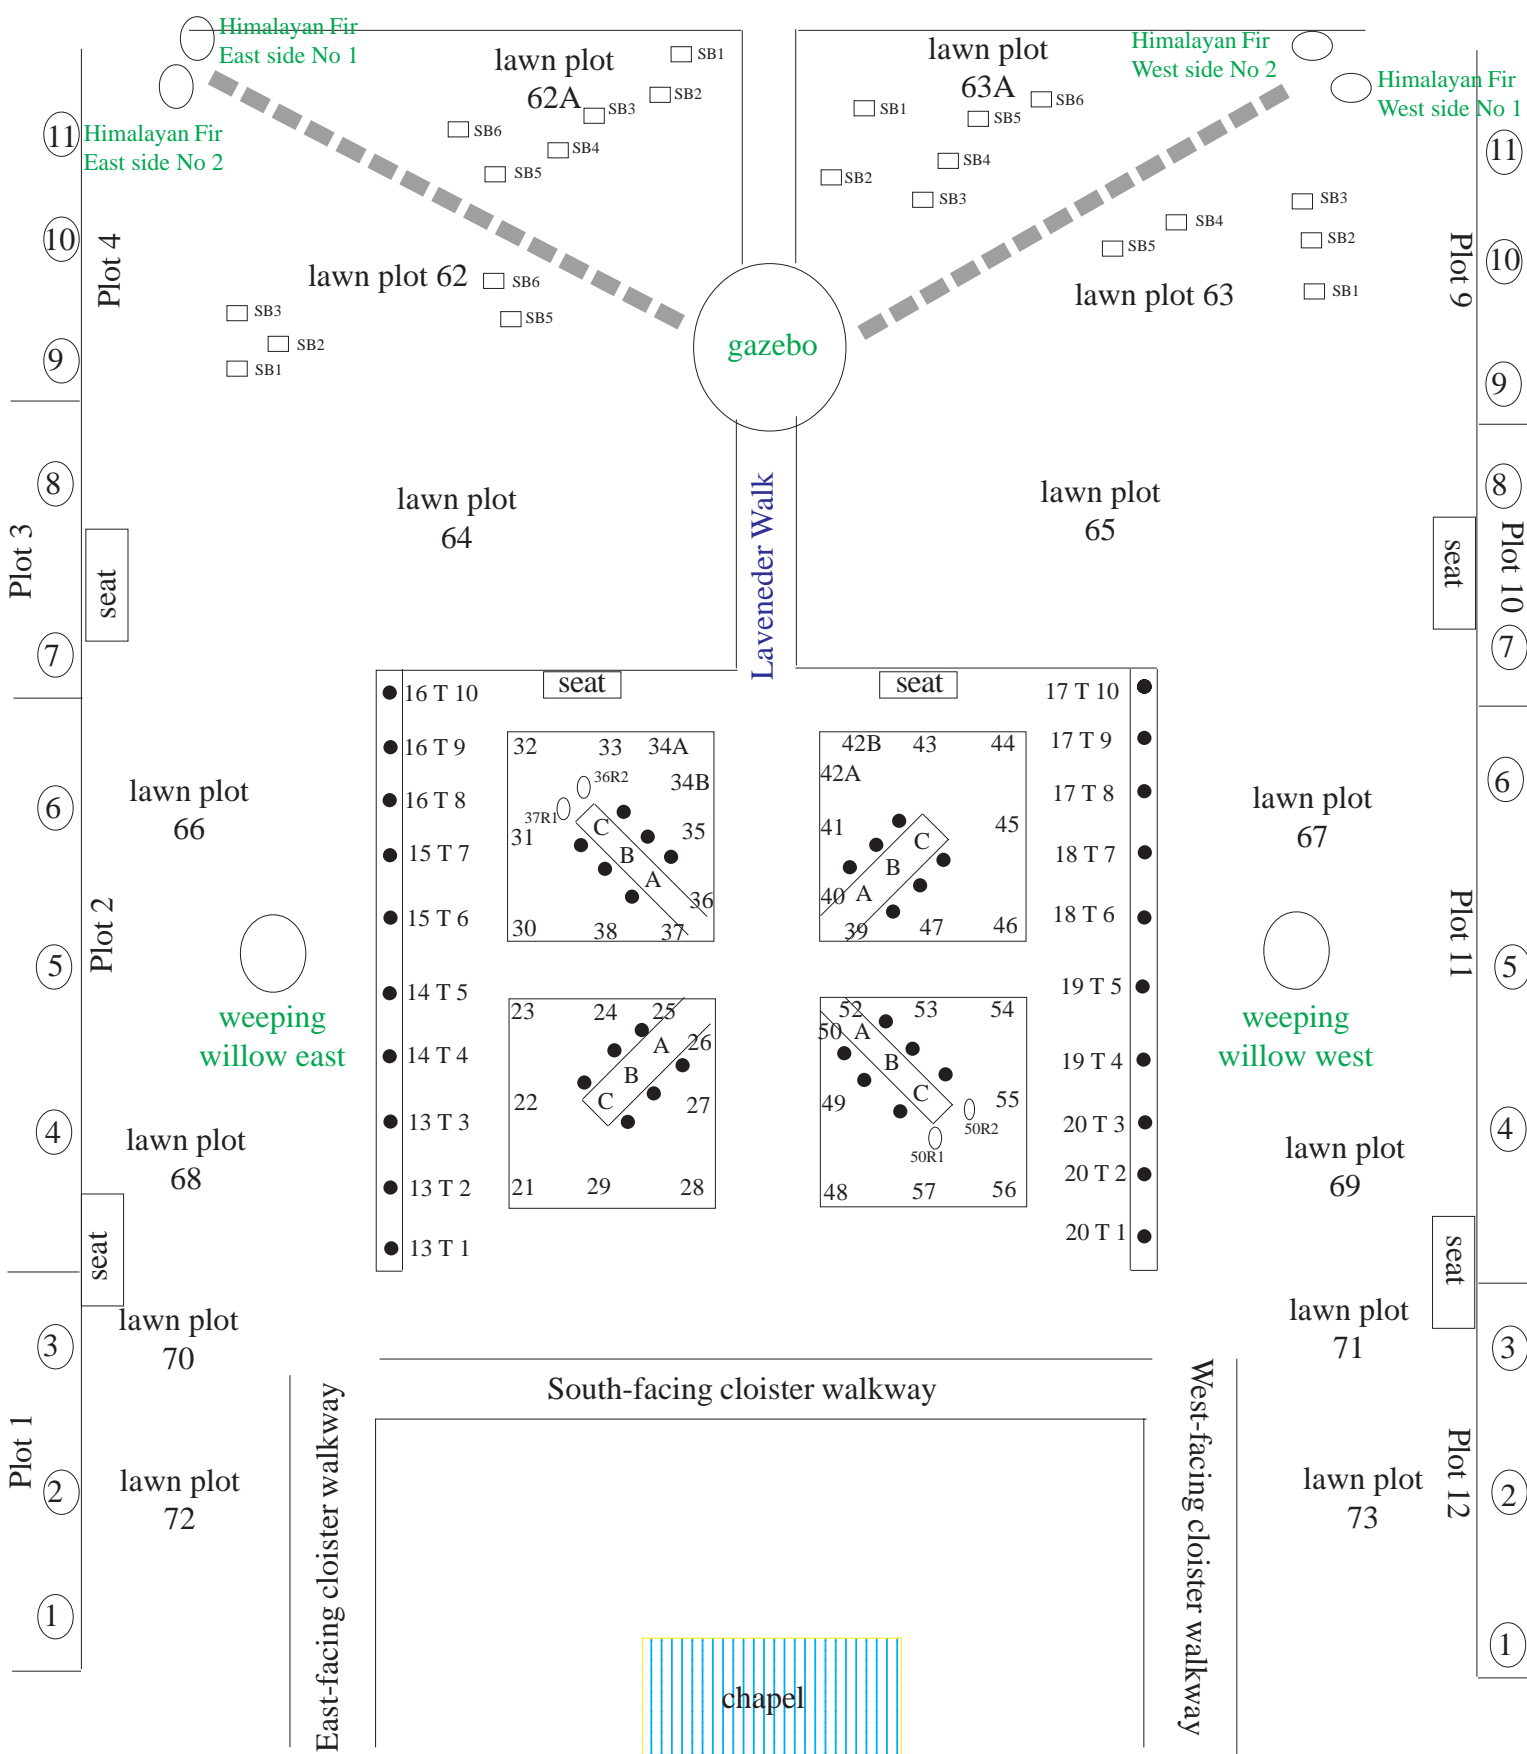 Himalayan Fir
East side No 1
Himalayan Fir
East side No 2
lawn plot
62A
SB1
SB2
SB3
SB4
SB5
SB6
lawn plot
63A
SB1
SB2
SB3
SB4
SB5
SB6
Himalayan Fir
West side No 2
Himalayan Fir
West side No 1
11
10
9
Plot 4
lawn plot 62
SB6
SB5
SB3
SB2
SB1
gazebo
lawn plot 63
SB5
SB4
SB3
SB2
SB1
11
10
9
Plot 9
8
7
Plot 3
seat
lawn plot
64
Laveneder Walk
lawn plot
65
seat
8
7
Plot 10
6
5
4
Plot 2
lawn plot
66
weeping
willow east
lawn plot
68
seat
16 T 10
16 T 9
16 T 8
15 T 7
15 T 6
14 T 5
14 T 4
13 T 3
13 T 2
13 T 1
seat
32
33
34A
34B
36R2
37R1
31
C
B
A
35
36
30
38
37
23
24
25
26
A
B
C
22
27
21
29
28
seat
42B
43
44
42A
41
45
C
B
A
40
39
47
46
52
53
54
50
A
B
C
49
55
50R2
50R1
48
57
56
17 T 10
17 T 9
17 T 8
18 T 7
18 T 6
19 T 5
19 T 4
20 T 3
20 T 2
20 T 1
lawn plot
67
weeping
willow west
lawn plot
69
seat
6
5
4
Plot 11
3
2
1
Plot 1
lawn plot
70
lawn plot
72
East-facing cloister walkway
South-facing cloister walkway
West-facing cloister walkway
chapel
lawn plot
71
lawn plot
73
Plot 12
3
2
1